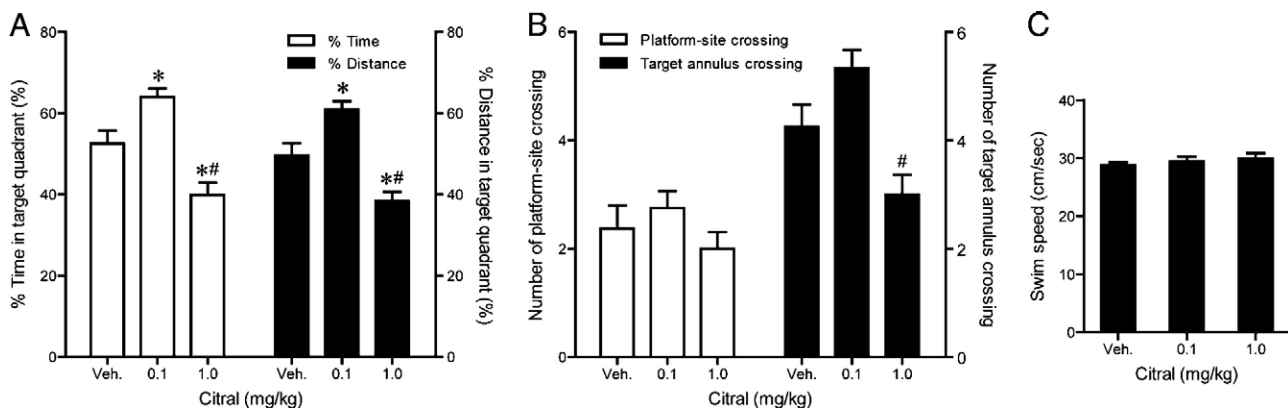 A
% Time
% Distance
% Time in target quadrant (%)
80
60
40
20
0
*
*#
*
*#
80
60
40
20
0
% Distance in target quadrant (%)
Veh. 0.1 1.0 Veh. 0.1 1.0
Citral (mg/kg)
B
Platform-site crossing
Target annulus crossing
Number of platform-site crossing
6
4
2
0
#
6
4
2
0
Number of target
annulus crossing
Veh. 0.1 1.0 Veh. 0.1 1.0
Citral (mg/kg)
C
Swim speed (cm/sec)
40
30
20
10
0
Veh. 0.1 1.0
Citral (mg/kg)